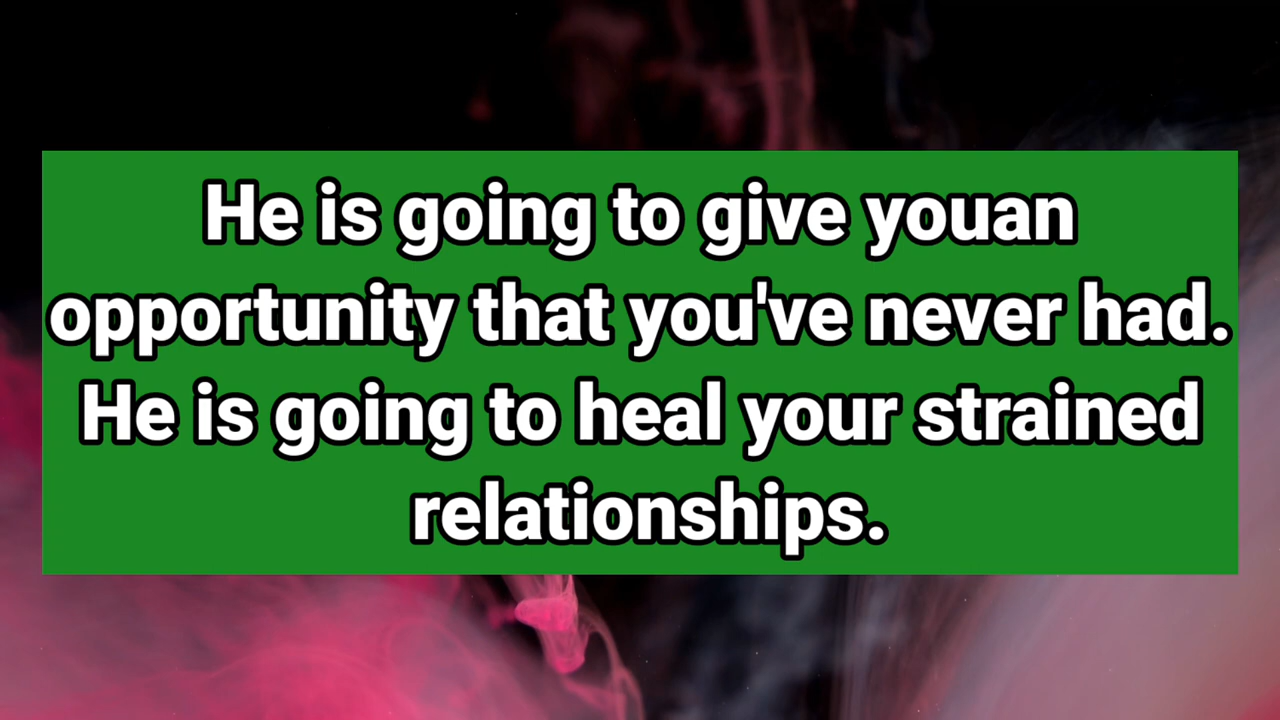 He is going to give youan
opportunity that you've never had.
He is going to heal your strained
relationships.